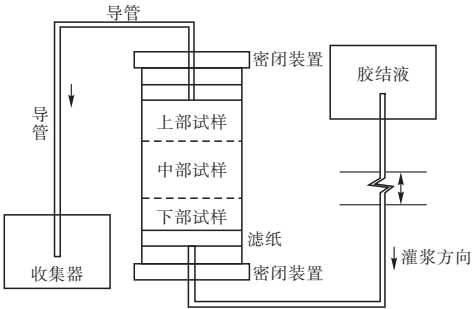 导管
密闭装置
胶结液
导管
上部试样
中部试样
下部试样
滤纸
灌浆方向
收集器
密闭装置